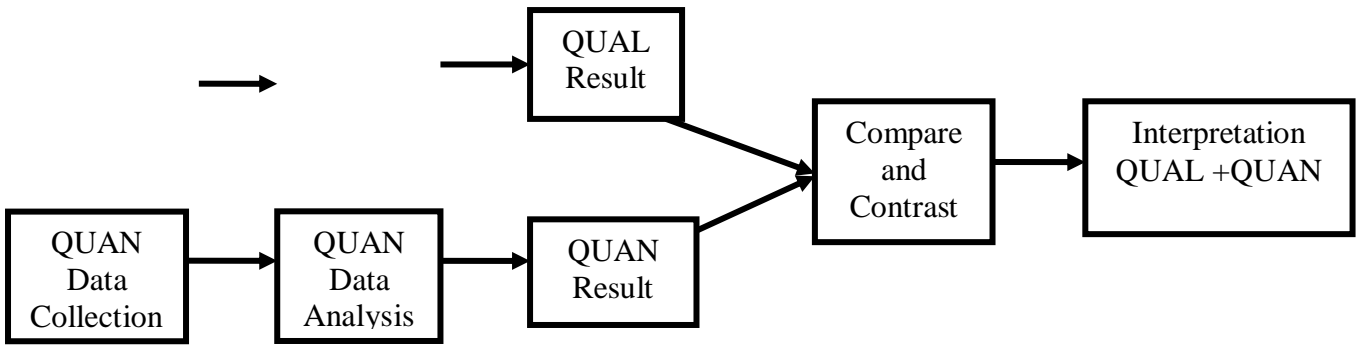 QUAL
Result
Compare
and
Contrast
Interpretation
QUAL +QUAN
QUAN
Data
Collection
QUAN
Data
Analysis
QUAN
Result